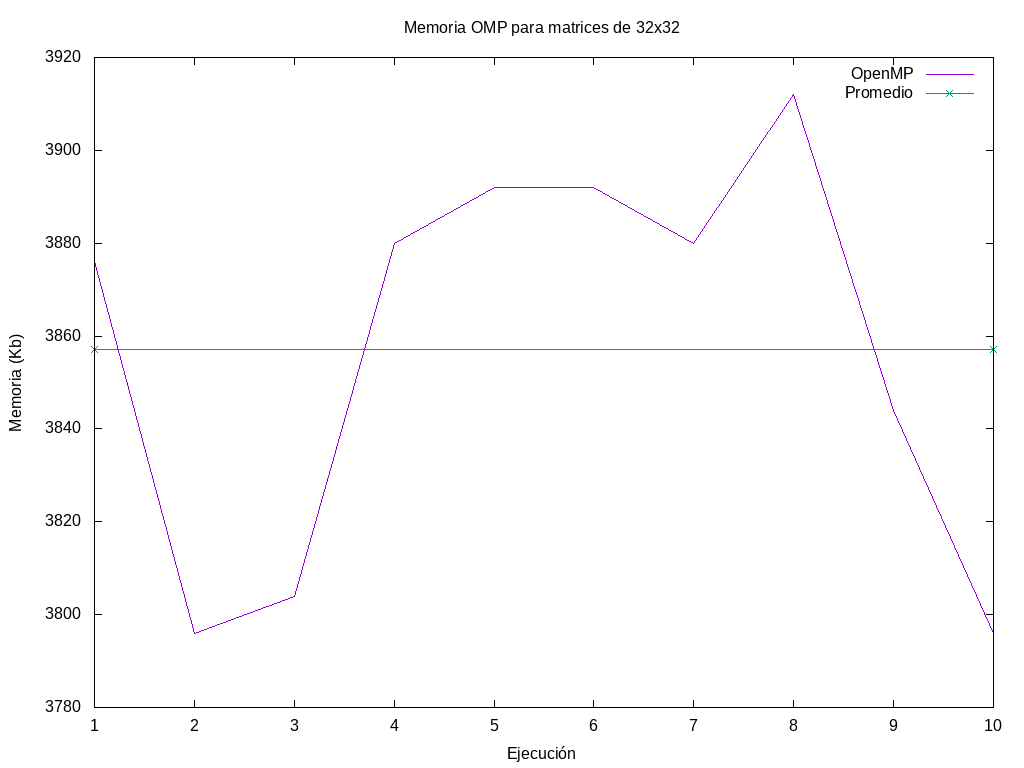 Memoria OMP para matrices de 32x32
OpenMP
Promedio
3920
3900
3880
3860
3840
3820
3800
3780
Memoria (Kb)
1 2 3 4 5 6 7 8 9 10
Ejecución